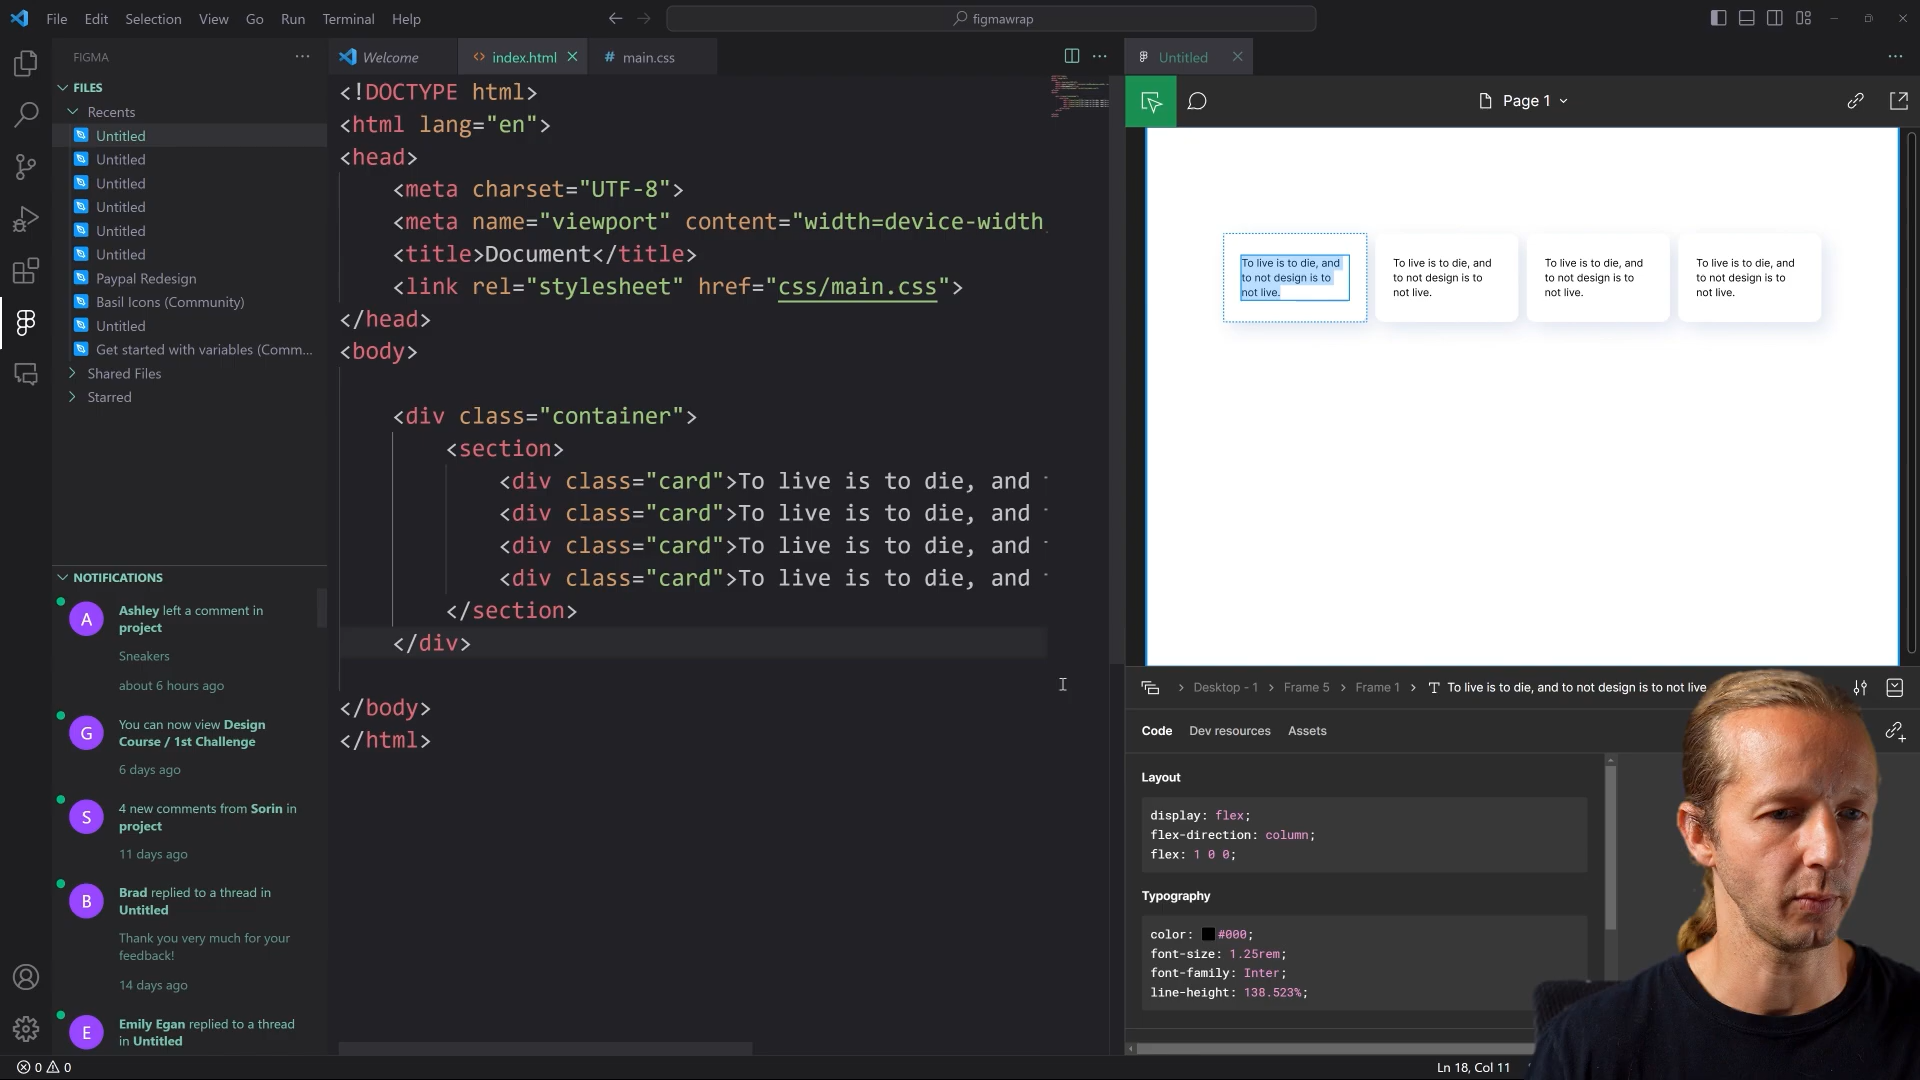 File Edit Selection View Go Run Terminal Help
figmawrap
FIGMA
FILES
Recents
Untitled
Untitled
Untitled
Untitled
Untitled
Untitled
Paypal Redesign
Basil Icons (Community)
Untitled
Get started with variables (Comm...
Shared Files
Starred
NOTIFICATIONS
A
Ashley left a comment in
project
Sneakers
about 6 hours ago
G
You can now view Design
Course / 1st Challenge
6 days ago
S
4 new comments from Sorin in
project
11 days ago
B
Brad replied to a thread in
Untitled
Thank you very much for your
feedback!
14 days ago
E
Emily Egan replied to a thread
in Untitled
0 0
Welcome
index.html
# main.css
<!DOCTYPE html>
<html lang="en">
<head>
<meta charset="UTF-8">
<meta name="viewport" content="width=device-width
<title>Document</title>
<link rel="stylesheet" href="css/main.css">
</head>
<body>
<div class="container">
<section>
<div class="card">To live is to die, and
<div class="card">To live is to die, and
<div class="card">To live is to die, and
<div class="card">To live is to die, and
</section>
</div>
</body>
</html>
Untitled
Page 1
To live is to die, and
to not design is to
not live.
To live is to die, and
to not design is to
not live.
To live is to die, and
to not design is to
not live.
To live is to die, and
to not design is to
not live.
Desktop - 1 > Frame 5 > Frame 1 > T To live is to die, and to not design is to not live
Code Dev resources Assets
Layout
display: flex;
flex-direction: column;
flex: 1 0 0;
Typography
color: #000;
font-size: 1.25rem;
font-family: Inter;
line-height: 138.523%;
Ln 18, Col 11